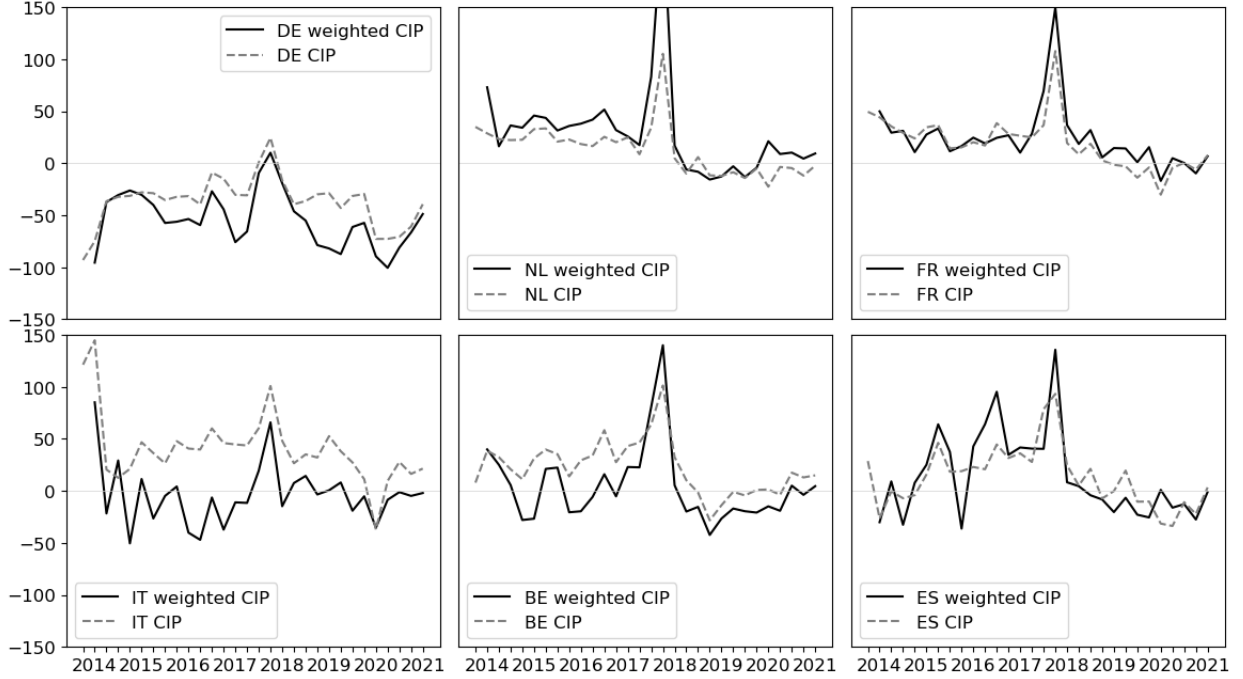 150
100
50
0
−50
−100
−150
DE weighted CIP
DE CIP
NL weighted CIP
NL CIP
FR weighted CIP
FR CIP
150
100
50
0
−50
−100
−150
IT weighted CIP
IT CIP
BE weighted CIP
BE CIP
ES weighted CIP
ES CIP
2014 2015 2016 2017 2018 2019 2020 2021
2014 2015 2016 2017 2018 2019 2020 2021
2014 2015 2016 2017 2018 2019 2020 2021